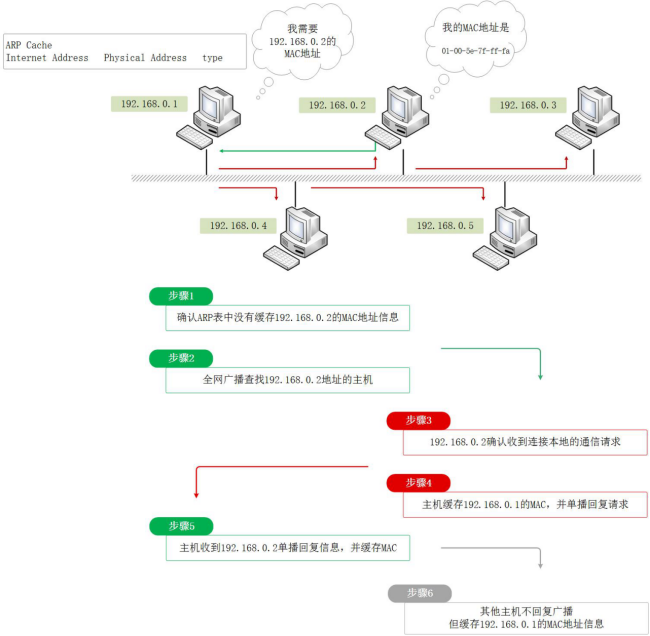 ARP Cache
Internet Address Physical Address type
我需要
192.168.0.2的
MAC地址
我的MAC地址是
01-00-5e-7f-ff-fa
192.168.0.1
192.168.0.2
192.168.0.3
192.168.0.4
192.168.0.5
步骤1
确认ARP表中没有缓存192.168.0.2的MAC地址信息
步骤2
全网广播查找192.168.0.2地址的主机
步骤3
192.168.0.2确认收到连接本地的通信请求
步骤4
主机缓存192.168.0.1的MAC，并单播回复请求
步骤5
主机收到192.168.0.2单播回复信息，并缓存MAC
步骤6
其他主机不回复广播
但缓存192.168.0.1的MAC地址信息